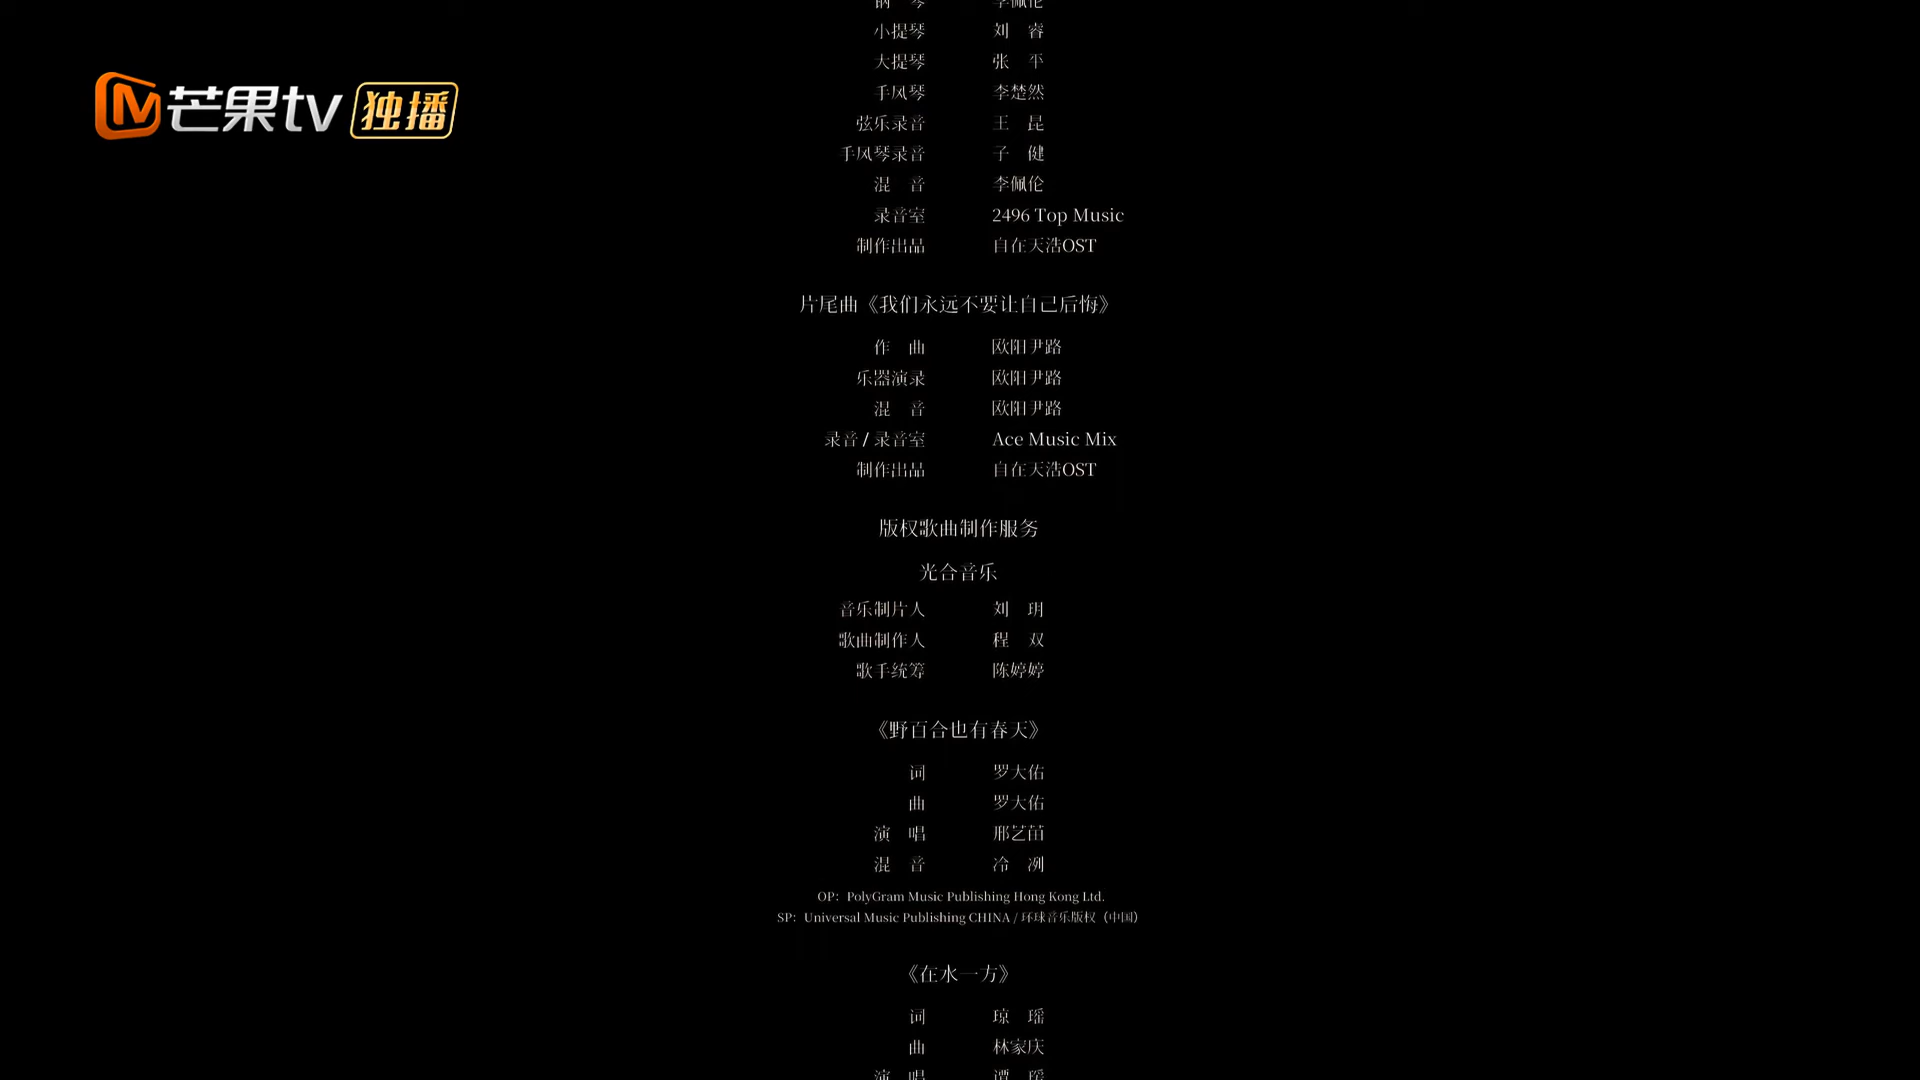 钢　琴　李佩伦
芒果tv 独播
小提琴　刘　睿
大提琴　张　平
手风琴　李楚然
弦乐录音　王　昆
手风琴录音　子　健
混　音　李佩伦
录音室　2496 Top Music
制作出品　自在天浩OST
片尾曲《我们永远不要让自己后悔》
作　曲　欧阳尹路
乐器演录　欧阳尹路
混　音　欧阳尹路
录音 / 录音室　Ace Music Mix
制作出品　自在天浩OST
版权歌曲制作服务
光合音乐
音乐制片人　刘　玥
歌曲制作人　程　双
歌手统筹　陈婷婷
《野百合也有春天》
词　罗大佑
曲　罗大佑
演　唱　邢艺苗
混　音　冷　冽
OP：PolyGram Music Publishing Hong Kong Ltd.
SP：Universal Music Publishing CHINA / 环球音乐版权（中国）
《在水一方》
词　琼　瑶
曲　林家庆
演　唱　谭　瑶